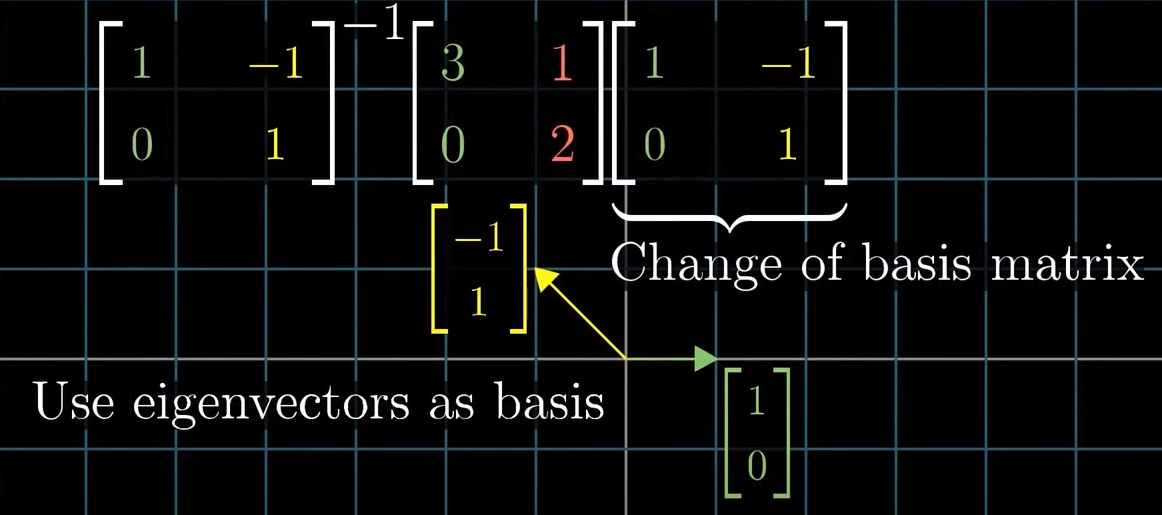 [1 −1]⁻¹ [3 1] [1 −1]
[0 1] [0 2] [0 1]
[−1]
[1]
Change of basis matrix
Use eigenvectors as basis
[1]
[0]